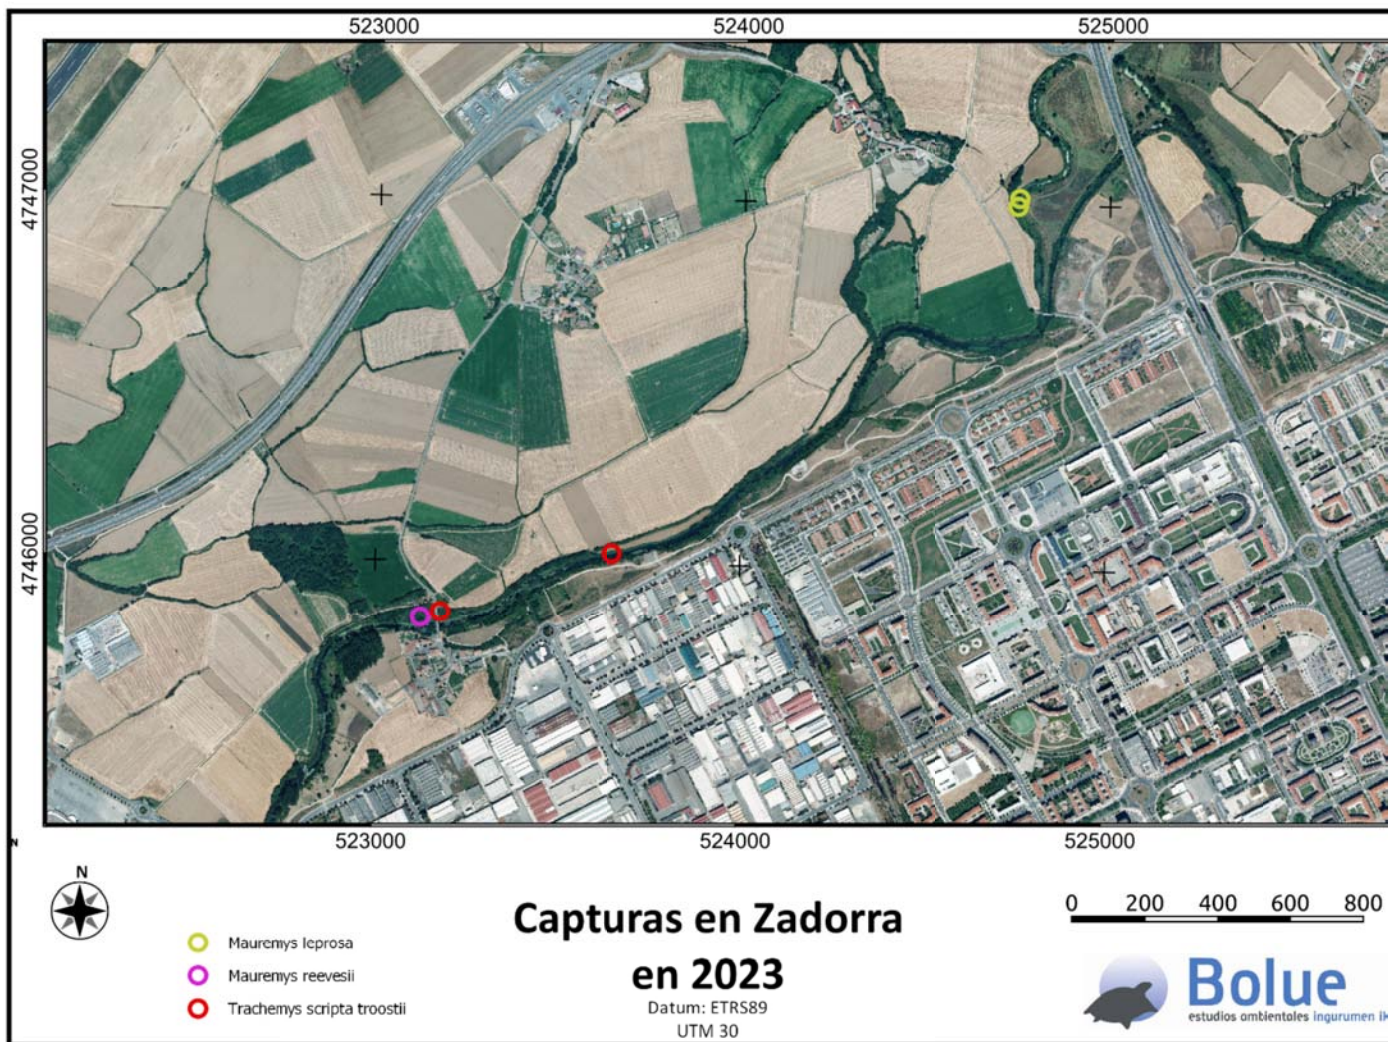 523000 524000 525000
4747000
4746000
523000 524000 525000
N
N
Capturas en Zadorra
en 2023
Datum: ETRS89
UTM 30
Mauremys leprosa
Mauremys reevesii
Trachemys scripta troostii
0 200 400 600 800
Bolue
estudios ambientales ingurumen ik